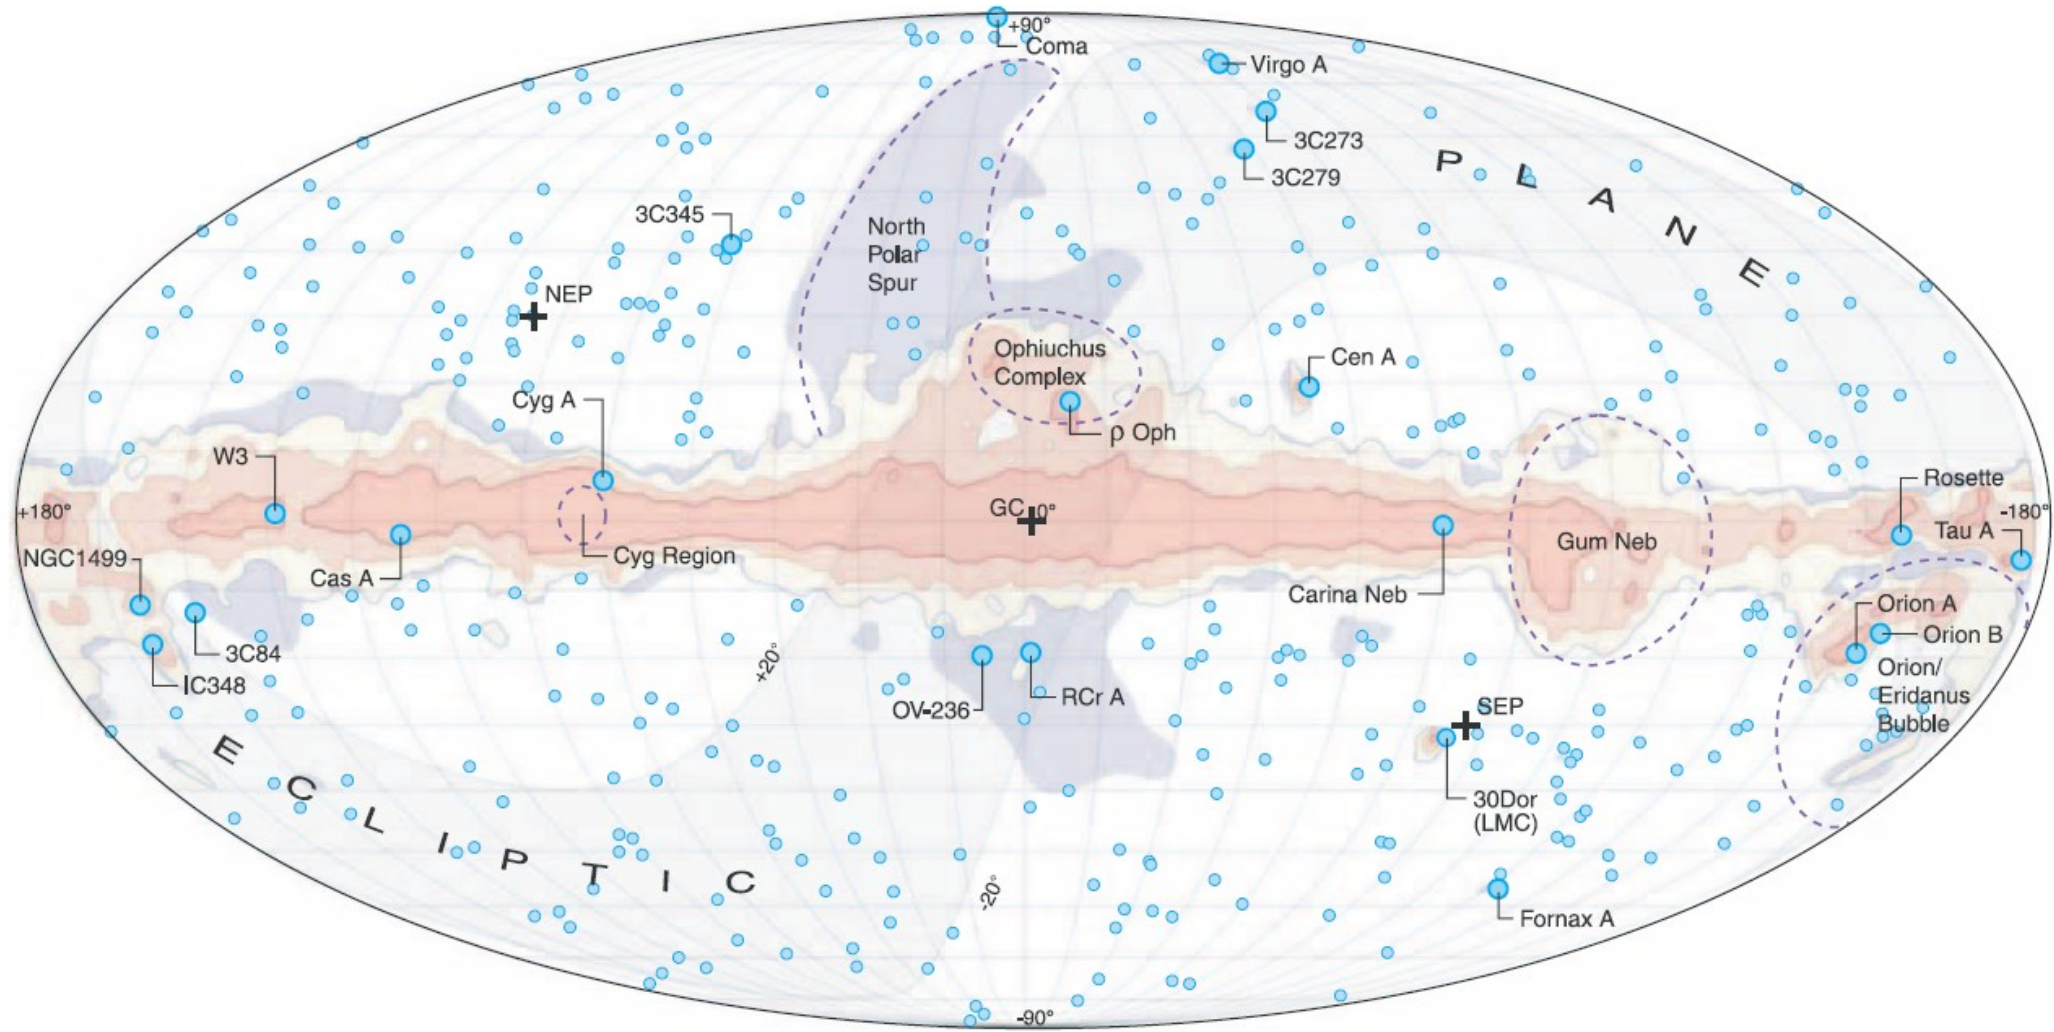 +90°
Coma
Virgo A
3C273
3C279
P L A N E
3C345
North
Polar
Spur
NEP
Ophiuchus
Complex
Cen A
Cyg A
ρ Oph
W3
Rosette
+180°
GC 0°
-180°
Tau A
Gum Neb
NGC1499
Cyg Region
Cas A
Carina Neb
Orion A
Orion B
3C84
IC348
+20°
OV-236
RCr A
Orion/
Eridanus
Bubble
SEP
E C L I P T I C
30Dor
(LMC)
-20°
Fornax A
-90°